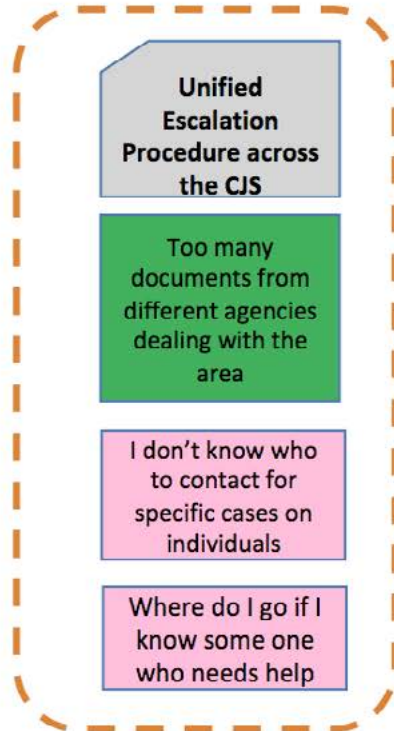 Unified
Escalation
Procedure across
the CJS
Too many
documents from
different agencies
dealing with the
area
I don't know who
to contact for
specific cases on
individuals
Where do I go if I
know some one
who needs help